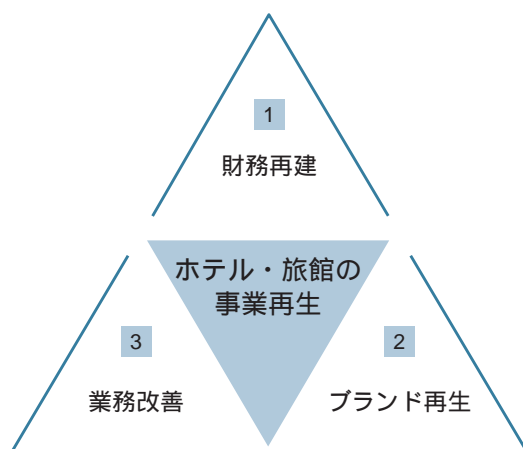 1
財務再建
ホテル・旅館の
事業再生
3
業務改善
2
ブランド再生